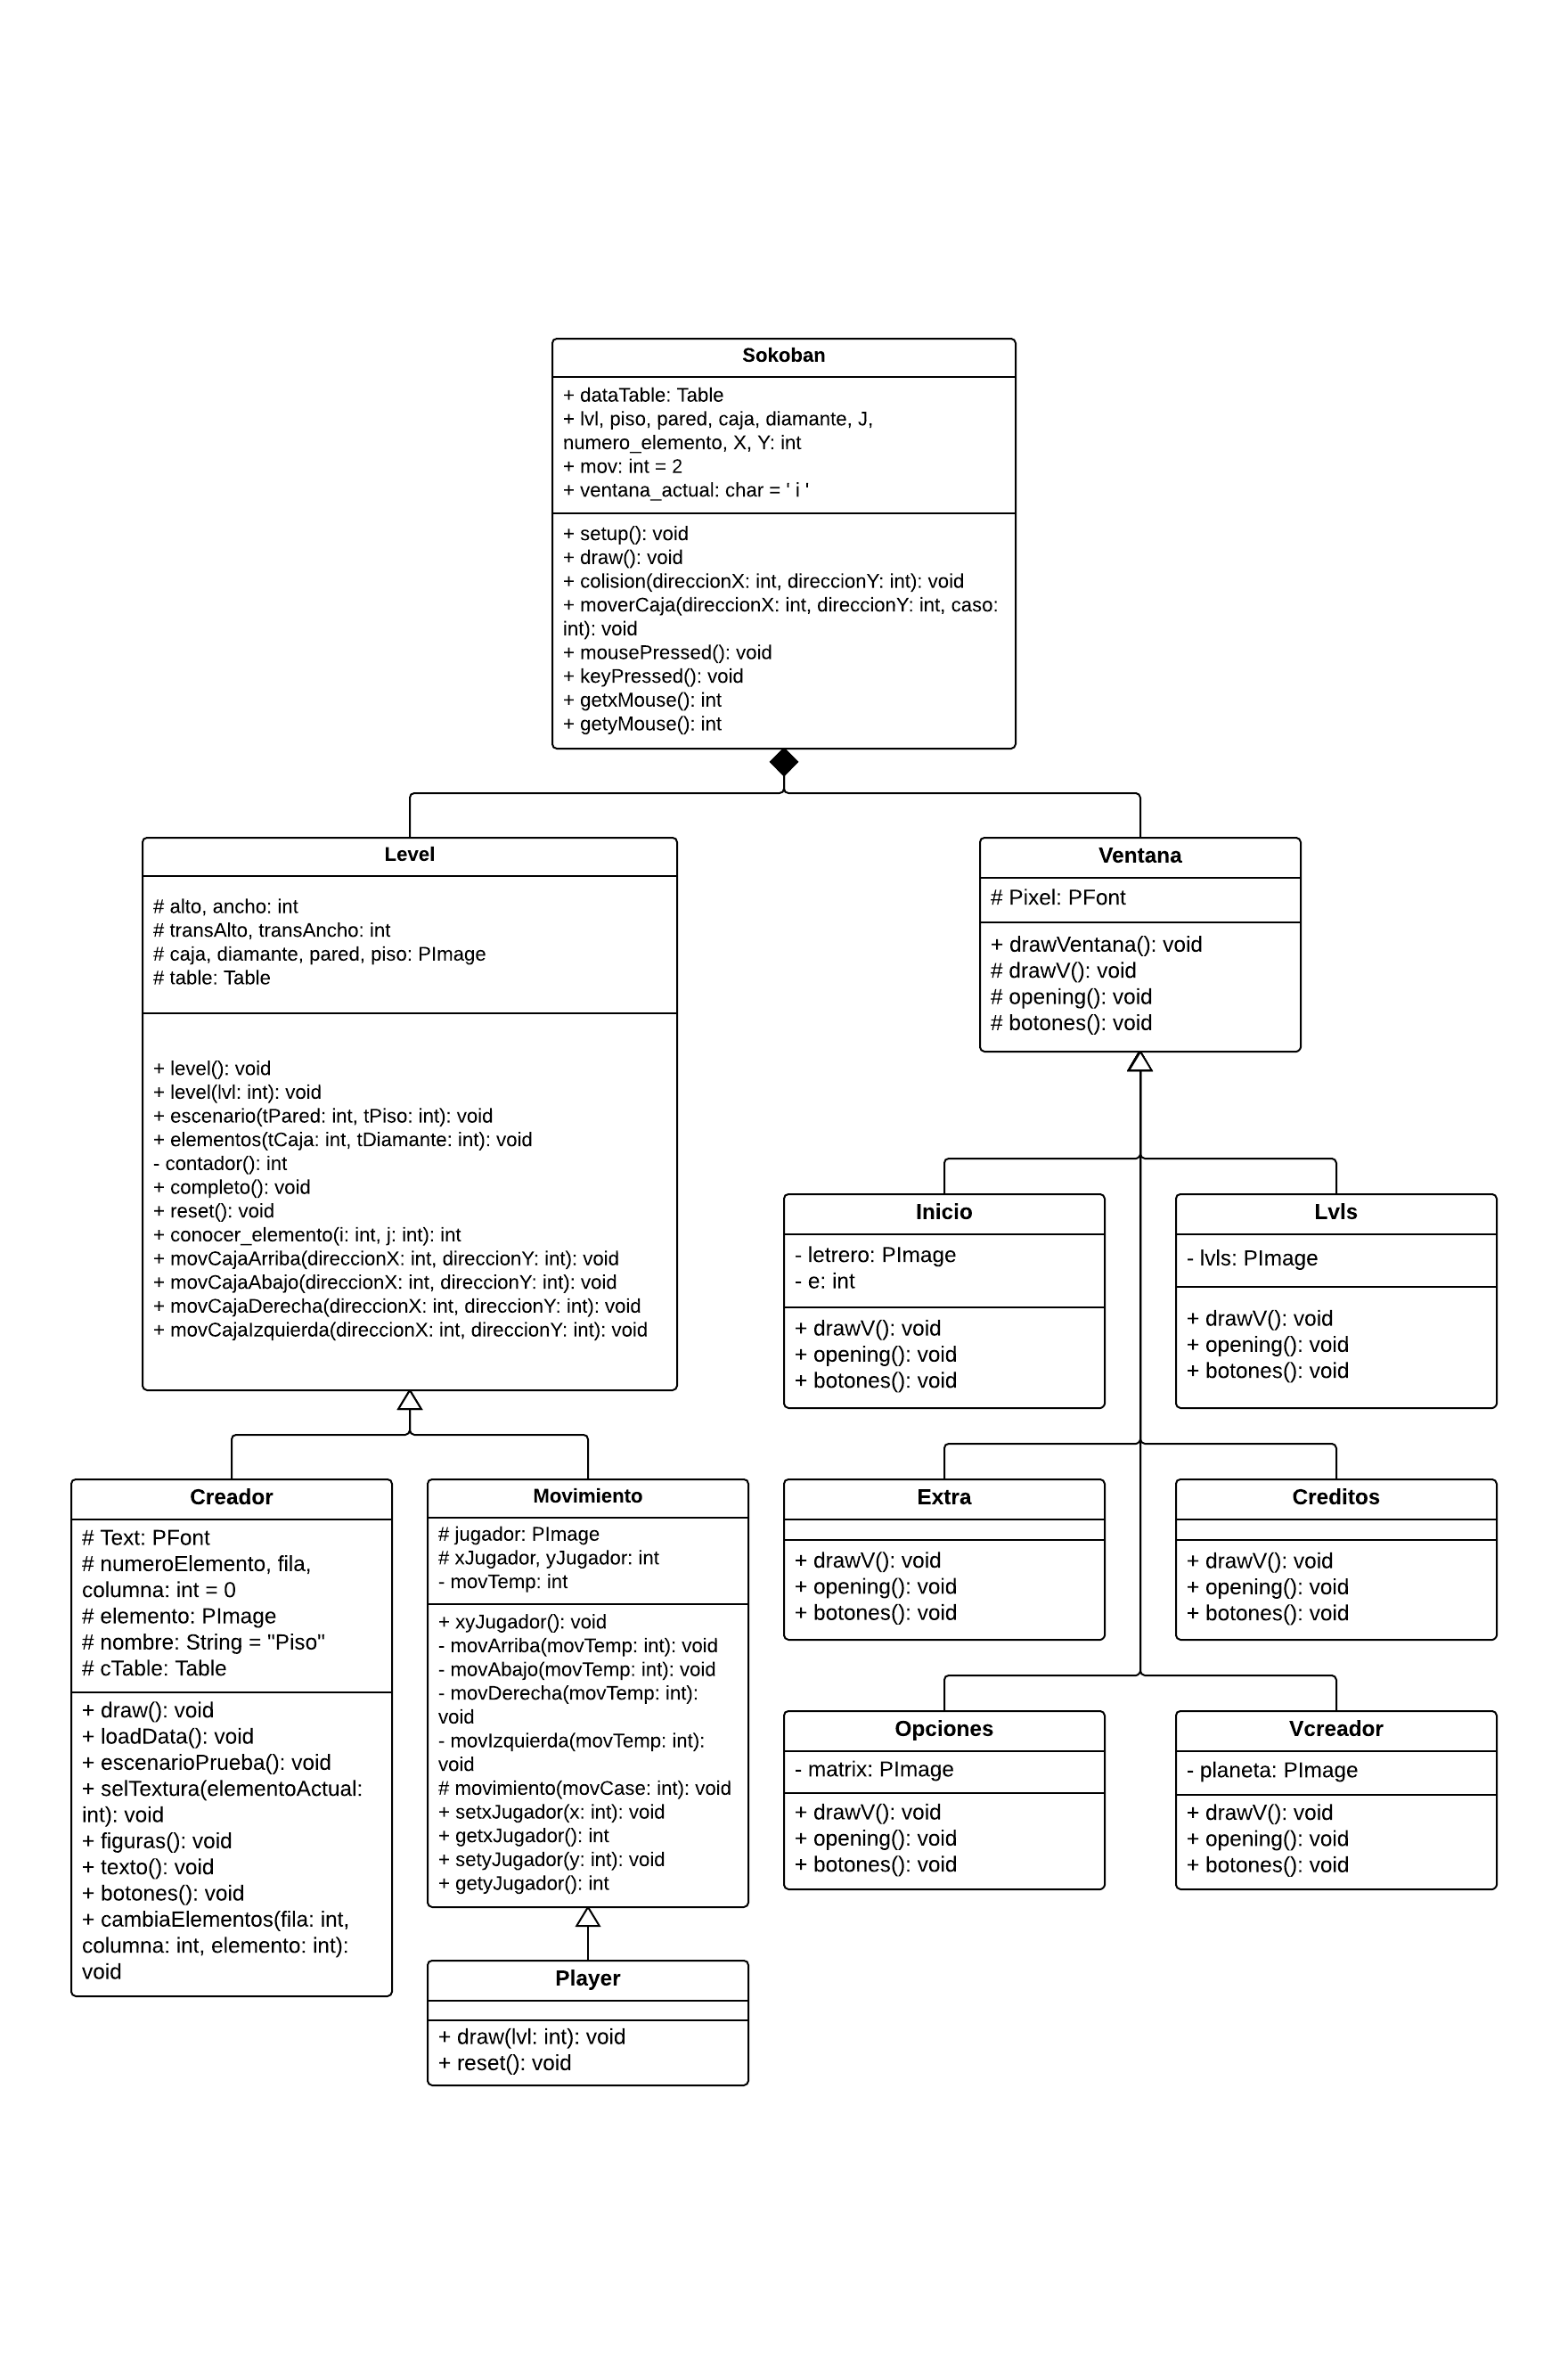 Sokoban
+ dataTable: Table
+ lvl, piso, pared, caja, diamante, J,
numero_elemento, X, Y: int
+ mov: int = 2
+ ventana_actual: char = ' i '
+ setup(): void
+ draw(): void
+ colision(direccionX: int, direccionY: int): void
+ moverCaja(direccionX: int, direccionY: int, caso:
int): void
+ mousePressed(): void
+ keyPressed(): void
+ getxMouse(): int
+ getyMouse(): int
Level
# alto, ancho: int
# transAlto, transAncho: int
# caja, diamante, pared, piso: PImage
# table: Table
+ level(): void
+ level(lvl: int): void
+ escenario(tPared: int, tPiso: int): void
+ elementos(tCaja: int, tDiamante: int): void
- contador(): int
+ completo(): void
+ reset(): void
+ conocer_elemento(i: int, j: int): int
+ movCajaArriba(direccionX: int, direccionY: int): void
+ movCajaAbajo(direccionX: int, direccionY: int): void
+ movCajaDerecha(direccionX: int, direccionY: int): void
+ movCajaIzquierda(direccionX: int, direccionY: int): void
Ventana
# Pixel: PFont
+ drawVentana(): void
# drawV(): void
# opening(): void
# botones(): void
Inicio
- letrero: PImage
- e: int
+ drawV(): void
+ opening(): void
+ botones(): void
Lvls
- lvls: PImage
+ drawV(): void
+ opening(): void
+ botones(): void
Creador
# Text: PFont
# numeroElemento, fila,
columna: int = 0
# elemento: PImage
# nombre: String = "Piso"
# cTable: Table
+ draw(): void
+ loadData(): void
+ escenarioPrueba(): void
+ selTextura(elementoActual:
int): void
+ figuras(): void
+ texto(): void
+ botones(): void
+ cambiaElementos(fila: int,
columna: int, elemento: int):
void
Movimiento
# jugador: PImage
# xJugador, yJugador: int
- movTemp: int
+ xyJugador(): void
- movArriba(movTemp: int): void
- movAbajo(movTemp: int): void
- movDerecha(movTemp: int):
void
- movIzquierda(movTemp: int):
void
# movimiento(movCase: int): void
+ setxJugador(x: int): void
+ getxJugador(): int
+ setyJugador(y: int): void
+ getyJugador(): int
Extra
+ drawV(): void
+ opening(): void
+ botones(): void
Creditos
+ drawV(): void
+ opening(): void
+ botones(): void
Opciones
- matrix: PImage
+ drawV(): void
+ opening(): void
+ botones(): void
Vcreador
- planeta: PImage
+ drawV(): void
+ opening(): void
+ botones(): void
Player
+ draw(lvl: int): void
+ reset(): void